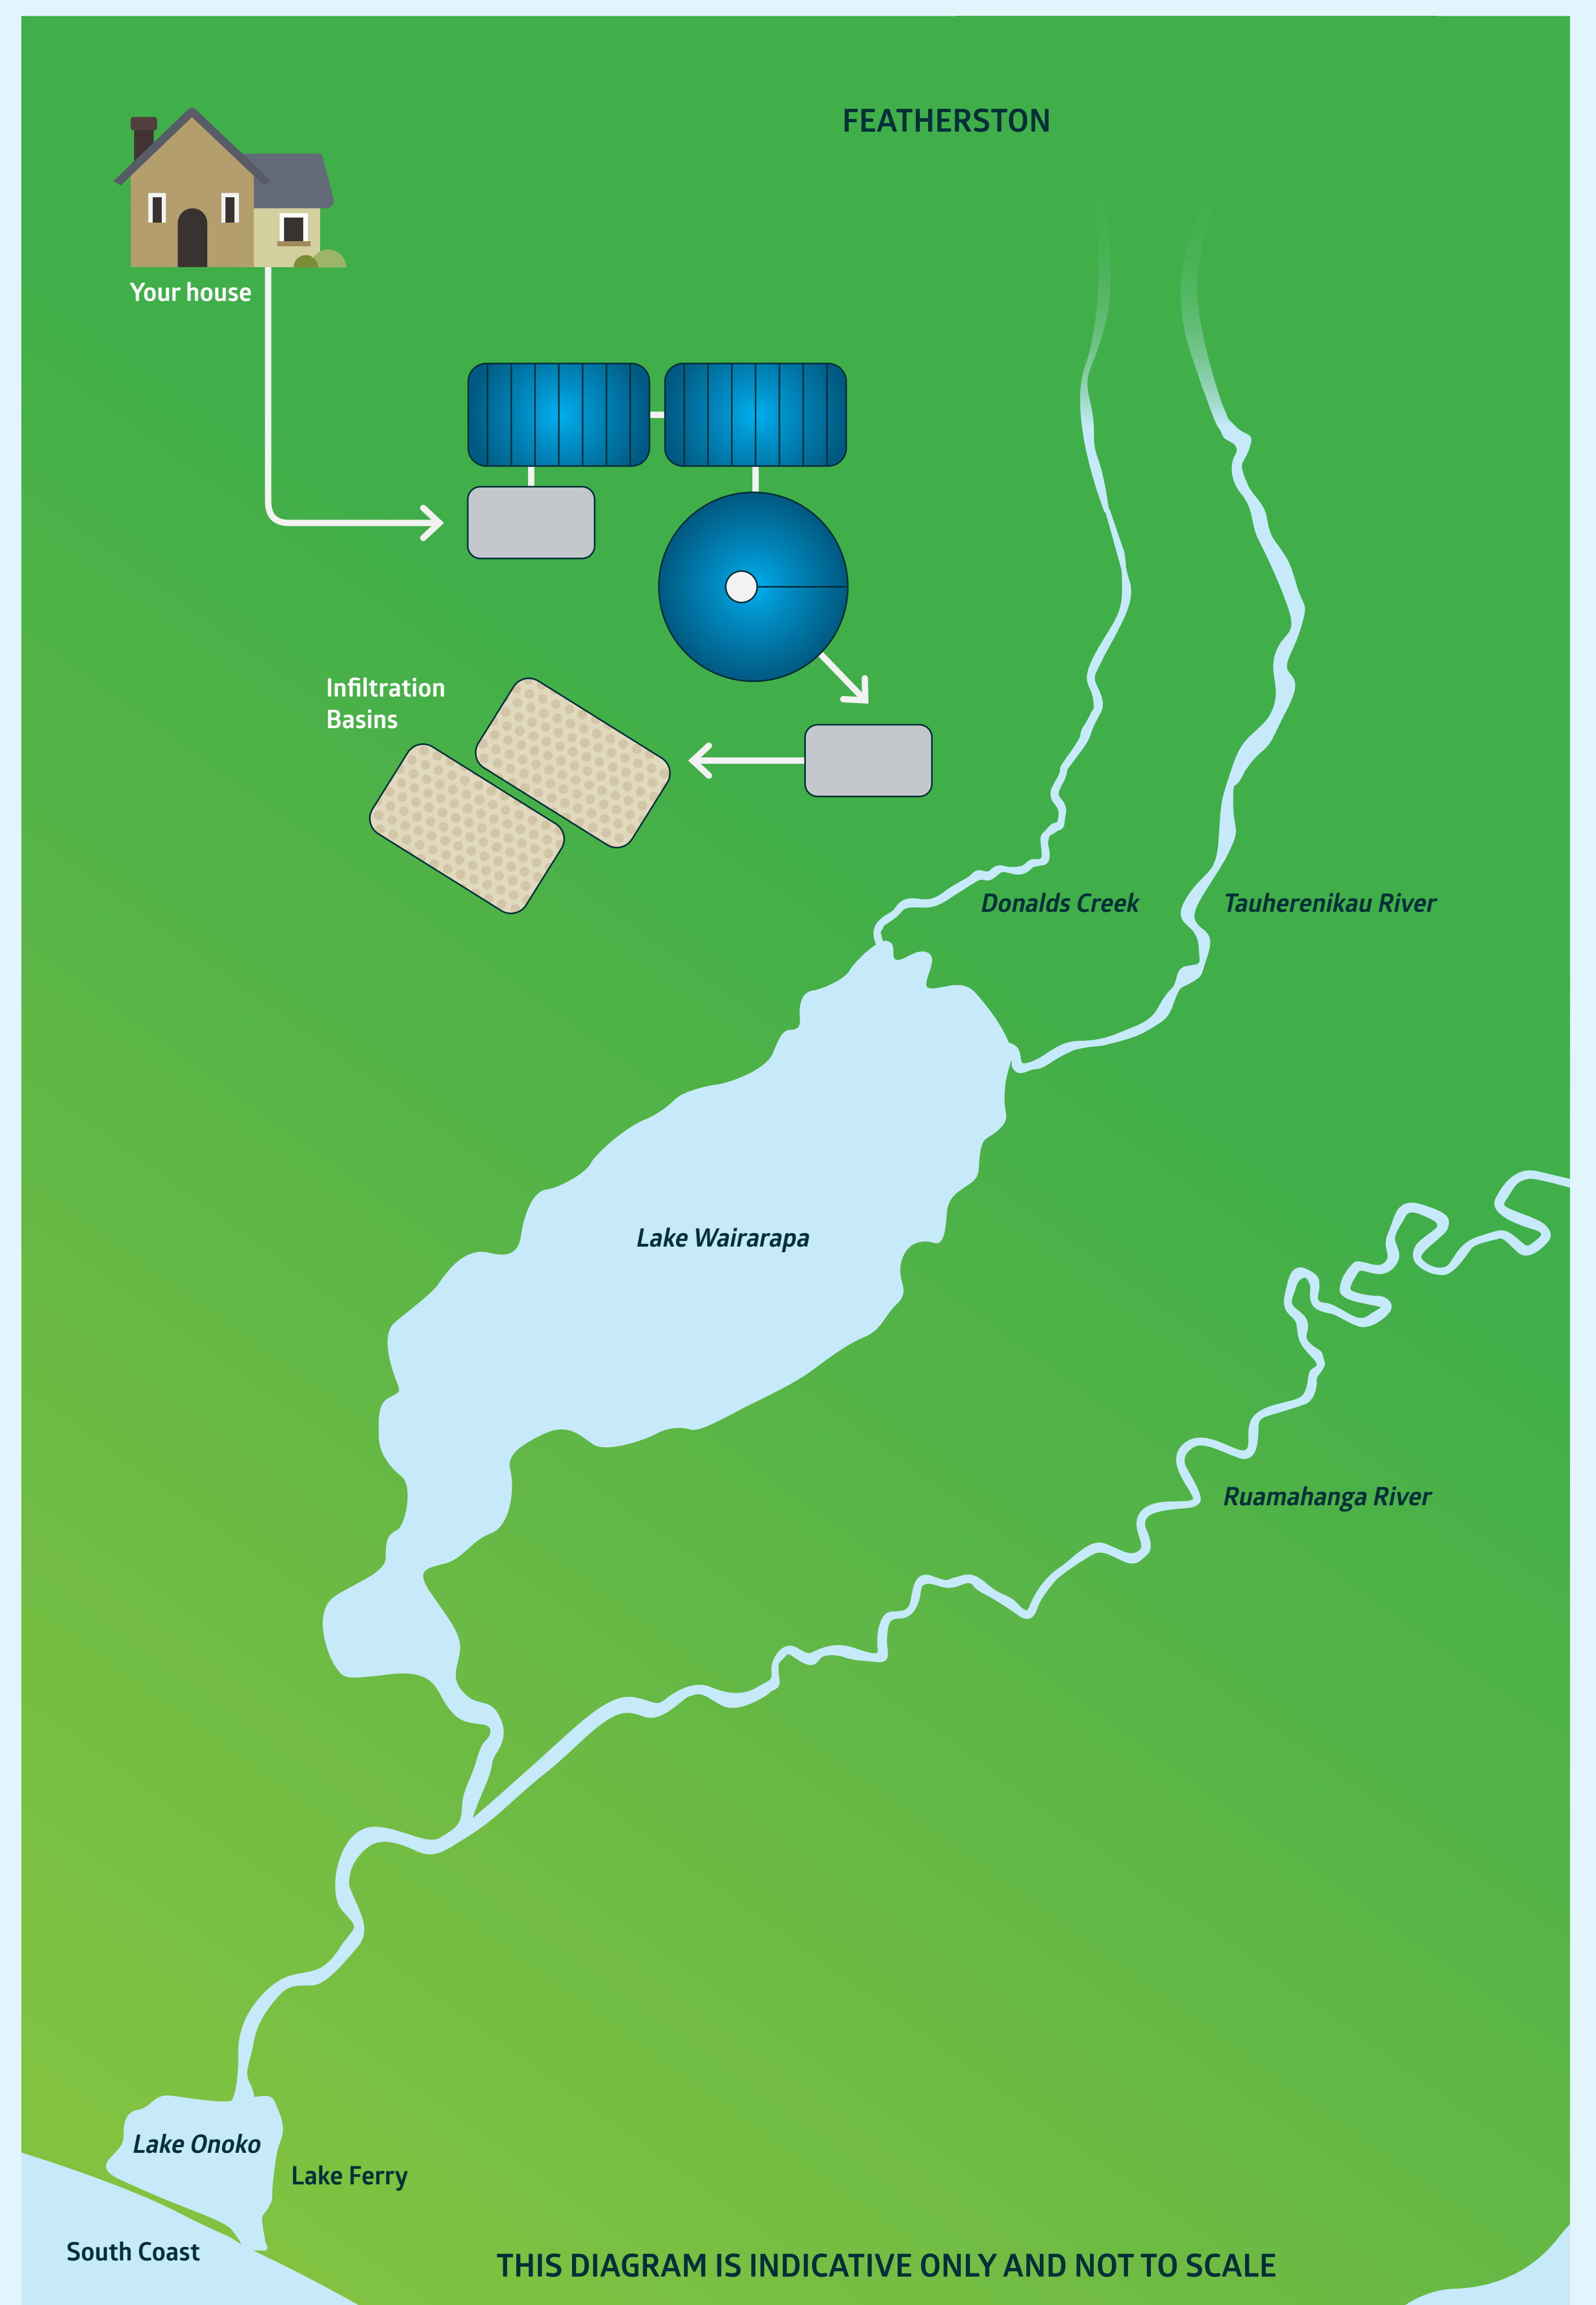 FEATHERSTON
Your house
Infiltration
Basins
Donalds Creek
Tauherenikau River
Lake Wairarapa
Ruamahanga River
Lake Onoko
Lake Ferry
South Coast
THIS DIAGRAM IS INDICATIVE ONLY AND NOT TO SCALE